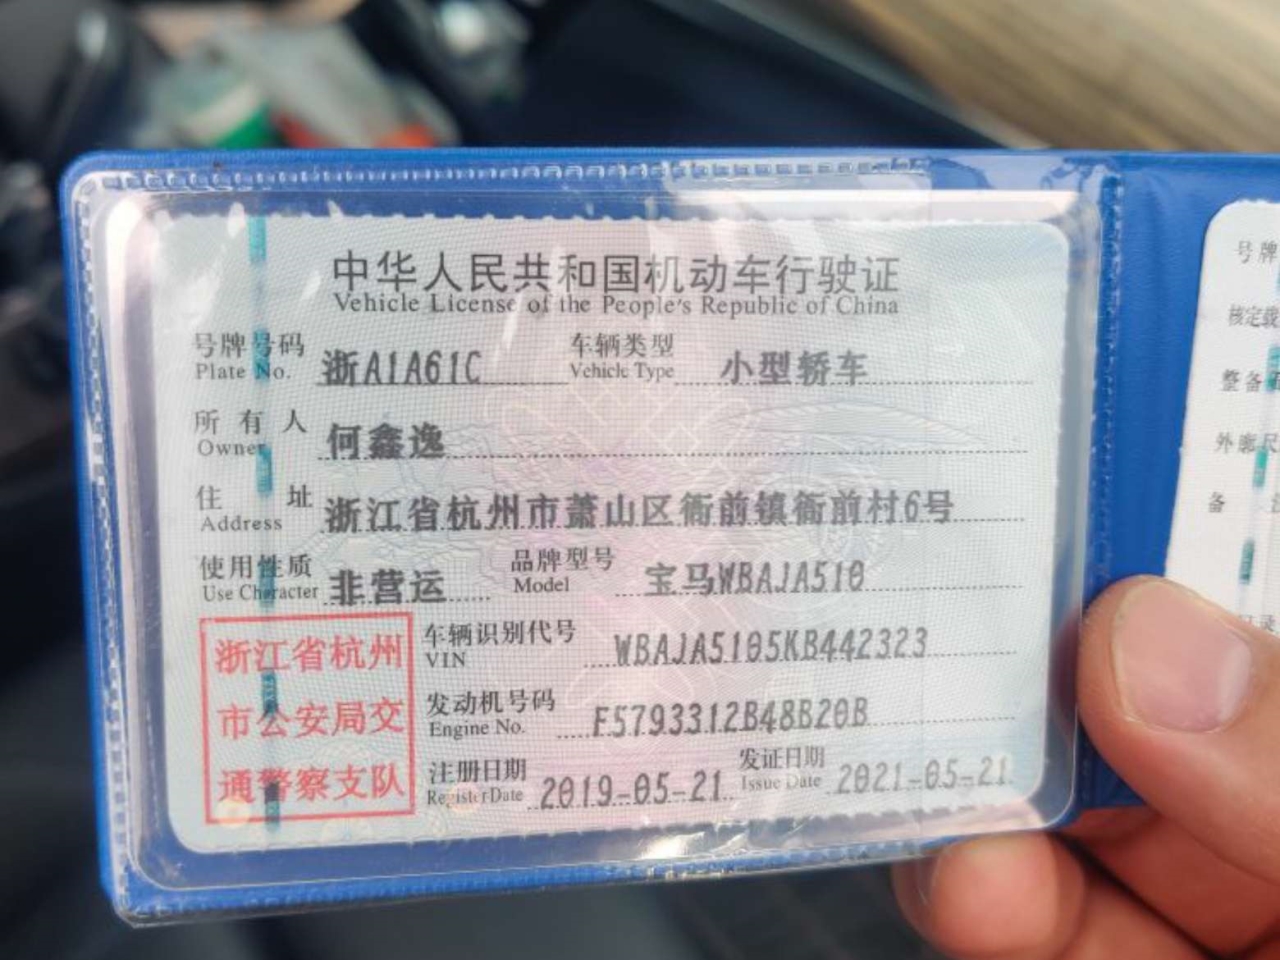 中华人民共和国机动车行驶证
Vehicle License of the People's Republic of China
号牌号码 浙A1A61C 车辆类型 小型轿车
Plate No. Vehicle Type
所有人 何鑫逸
Owner
住址 浙江省杭州市萧山区衙前镇衙前村6号
Address
使用性质 非营运 品牌型号 宝马WBAJA510
Use Character Model
浙江省杭州
市公安局交
通警察支队
车辆识别代号 WBAJA5105KB442323
VIN
发动机号码 F5793312B48B20B
Engine No.
注册日期 2019-05-21 发证日期 2021-05-21
Register Date Issue Date
号牌
核定载
整备
外廓尺
备